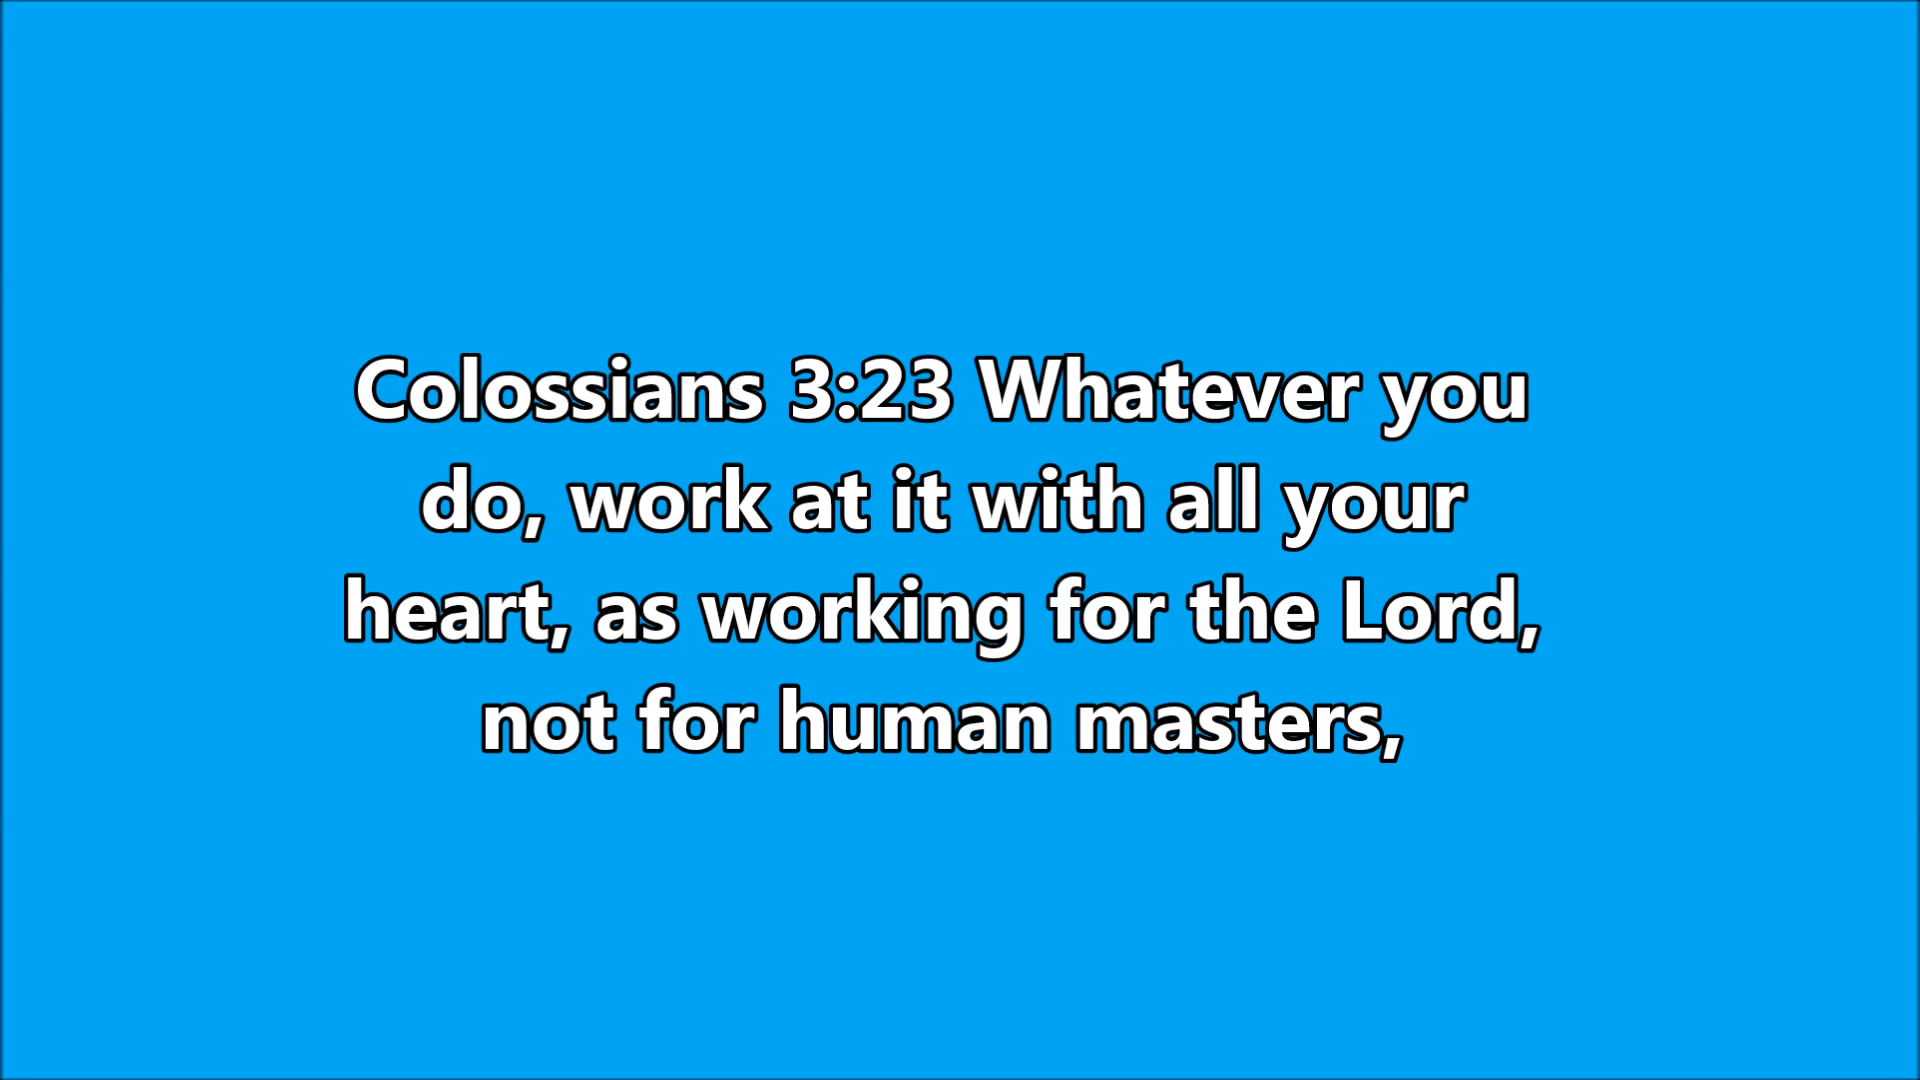 Colossians 3:23 Whatever you
do, work at it with all your
heart, as working for the Lord,
not for human masters,